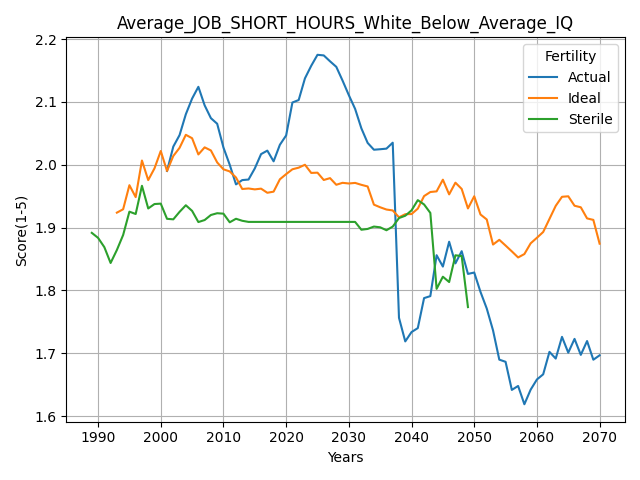 Average_JOB_SHORT_HOURS_White_Below_Average_IQ
Score(1-5)
2.2
2.1
2.0
1.9
1.8
1.7
1.6
Fertility
Actual
Ideal
Sterile
1990 2000 2010 2020 2030 2040 2050 2060 2070
Years